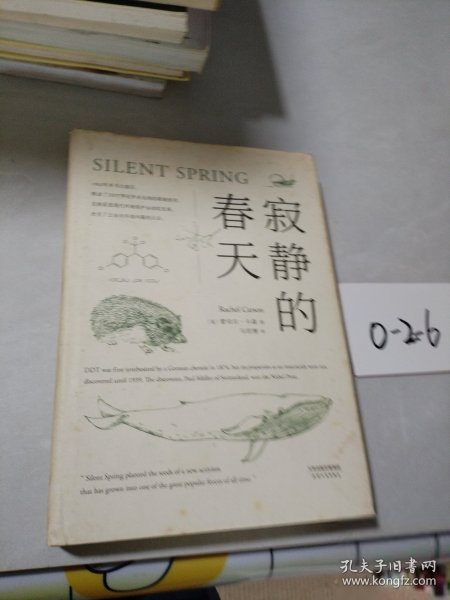 SILENT SPRING
寂静的
春天
Rachel Carson
DDT was first synthesized by a German chemist in 1874, but its properties as an insecticide were not
discovered until 1939. The discoverer, Paul Müller of Switzerland, won the Nobel Prize.
" Silent Spring planted the seeds of a new activism
that has grown into one of the great popular forces of all time. "
0-26
孔夫子旧书网
www.kongfz.com